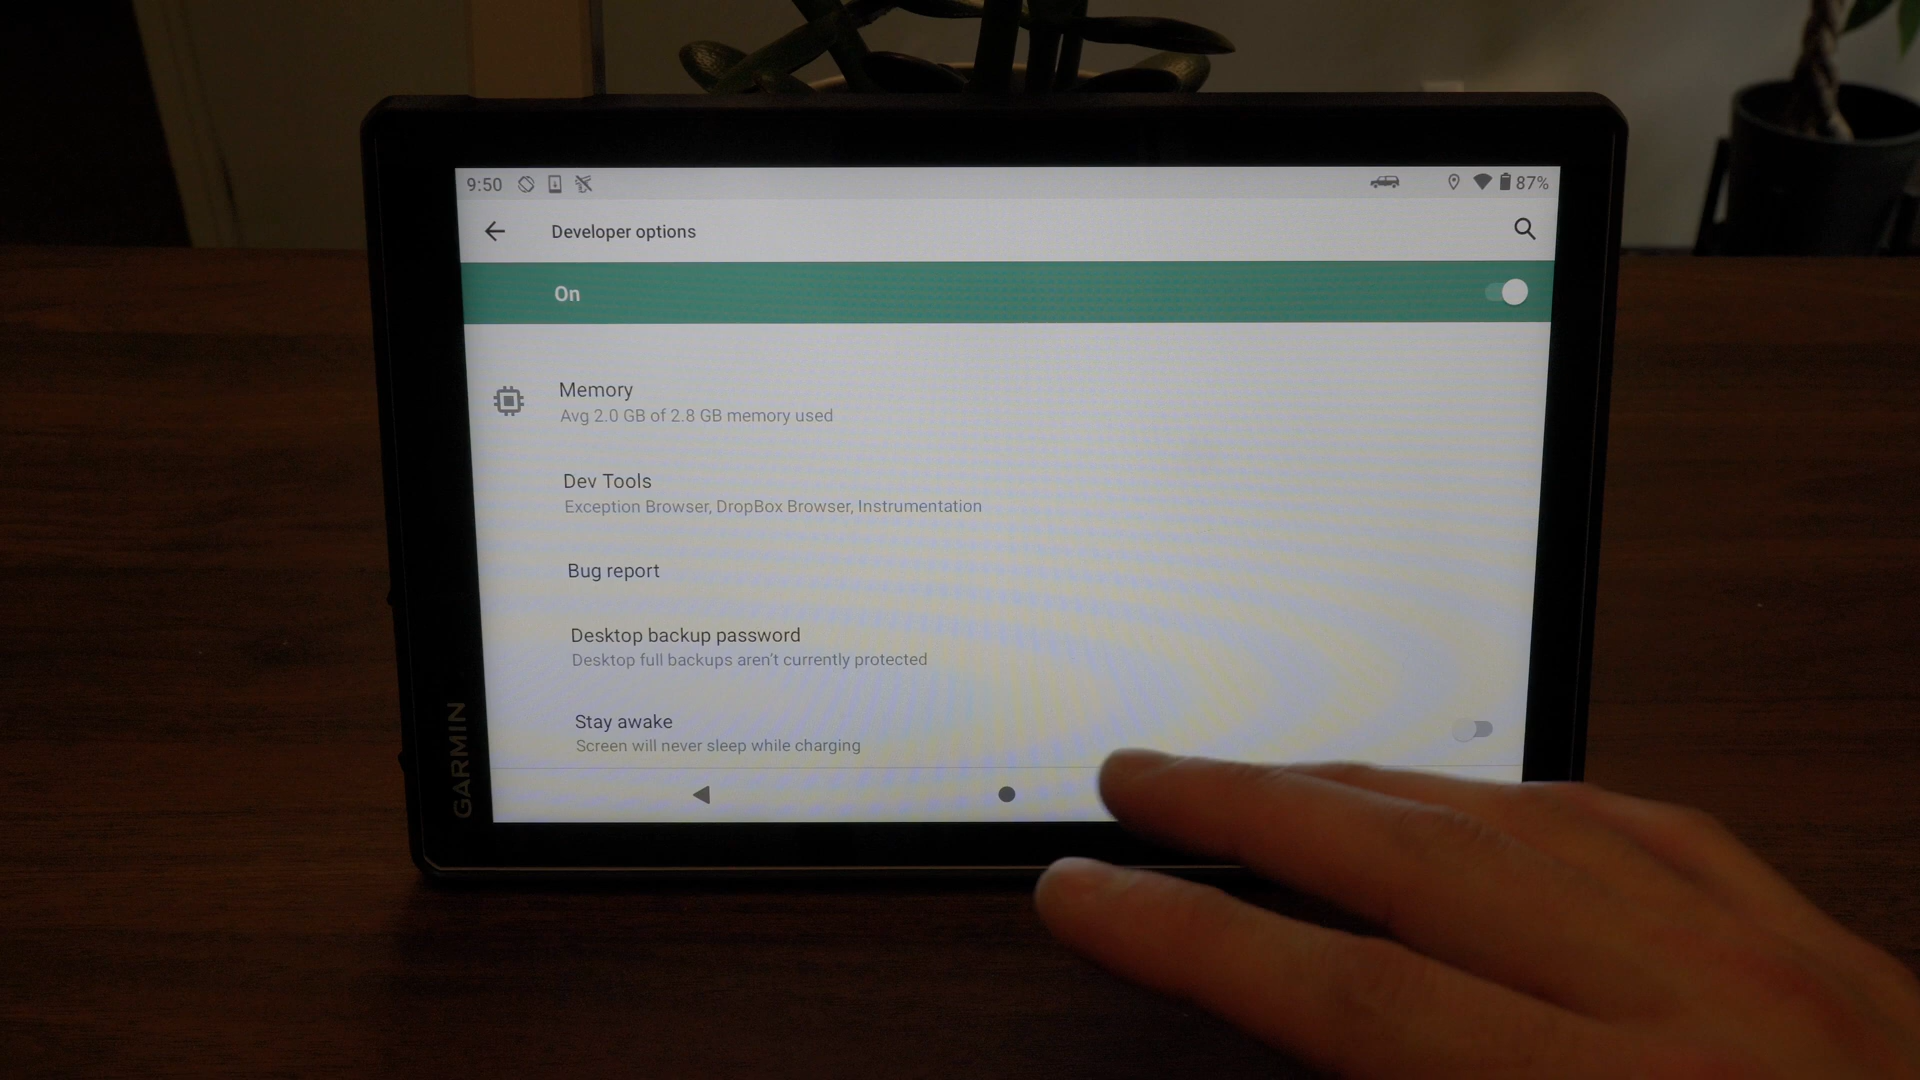 9:50
87%
Developer options
On
Memory
Avg 2.0 GB of 2.8 GB memory used
Dev Tools
Exception Browser, DropBox Browser, Instrumentation
Bug report
Desktop backup password
Desktop full backups aren't currently protected
Stay awake
Screen will never sleep while charging
GARMIN